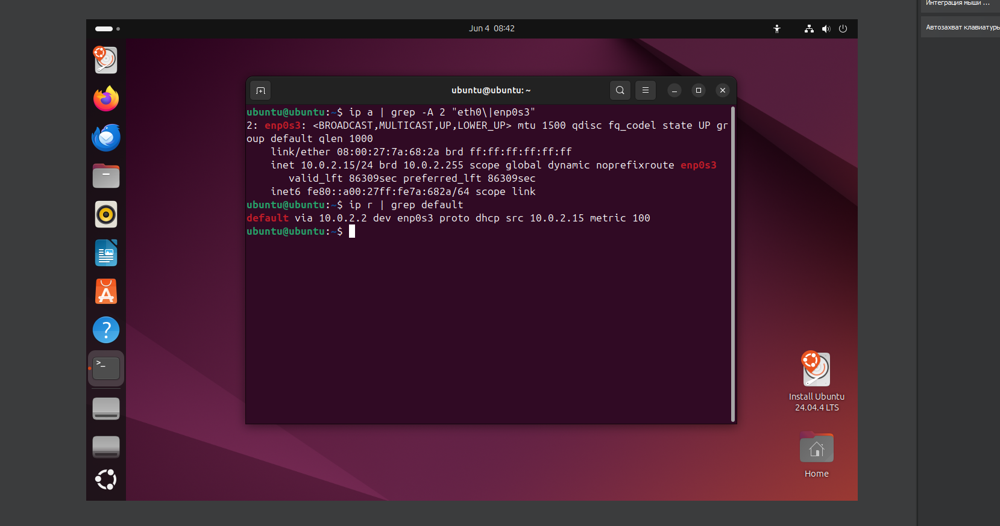 Интеграция мыши ...
Автозахват клавиатуры
Jun 4 08:42
ubuntu@ubuntu: ~
ubuntu@ubuntu:~$ ip a | grep -A 2 "eth0\|enp0s3"
2: enp0s3: <BROADCAST,MULTICAST,UP,LOWER_UP> mtu 1500 qdisc fq_codel state UP gr
oup default qlen 1000
    link/ether 08:00:27:7a:68:2a brd ff:ff:ff:ff:ff:ff
    inet 10.0.2.15/24 brd 10.0.2.255 scope global dynamic noprefixroute enp0s3
       valid_lft 86309sec preferred_lft 86309sec
    inet6 fe80::a00:27ff:fe7a:682a/64 scope link
ubuntu@ubuntu:~$ ip r | grep default
default via 10.0.2.2 dev enp0s3 proto dhcp src 10.0.2.15 metric 100
ubuntu@ubuntu:~$
Install Ubuntu
24.04.4 LTS
Home